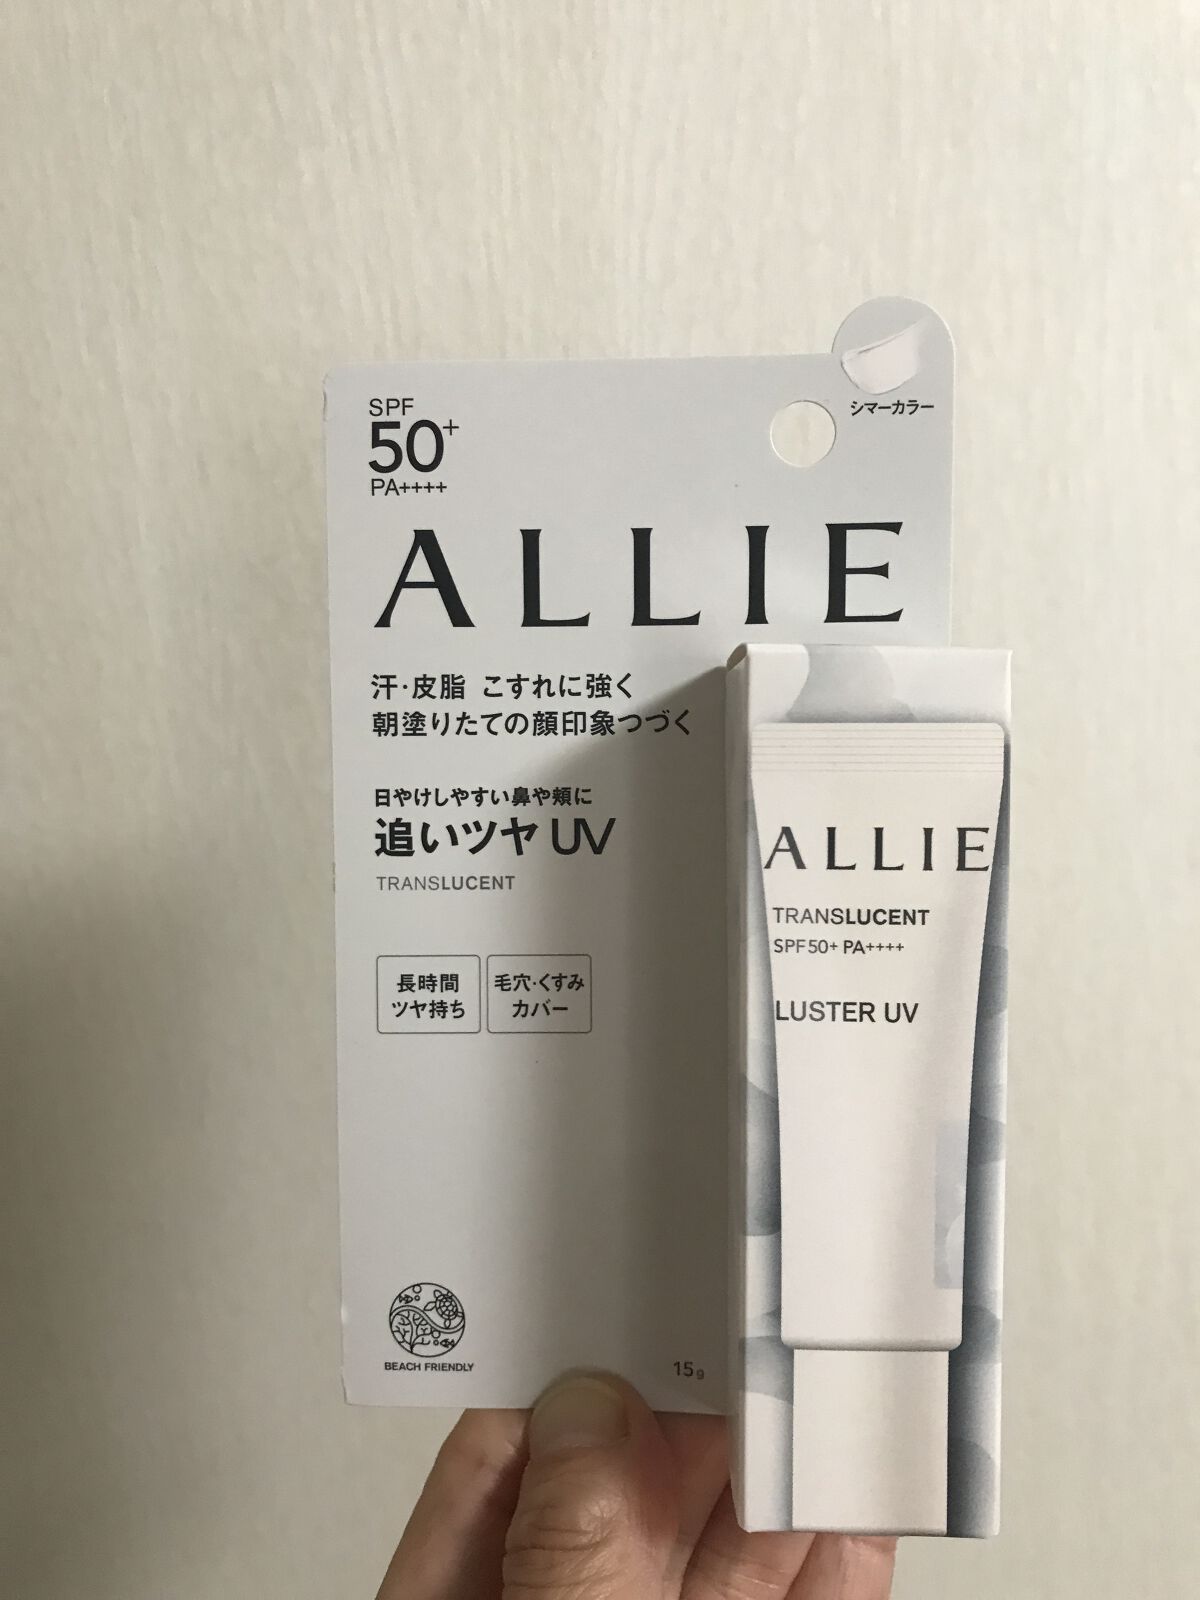 シマーカラー
SPF
50+
PA++++
ALLIE
汗・皮脂 こすれに強く
朝塗りたての顔印象つづく
日やけしやすい鼻や頬に
追いツヤ UV
TRANSLUCENT
長時間
ツヤ持ち
毛穴・くすみ
カバー
BEACH FRIENDLY
15g
ALLIE
TRANSLUCENT
SPF50+ PA++++
LUSTER UV